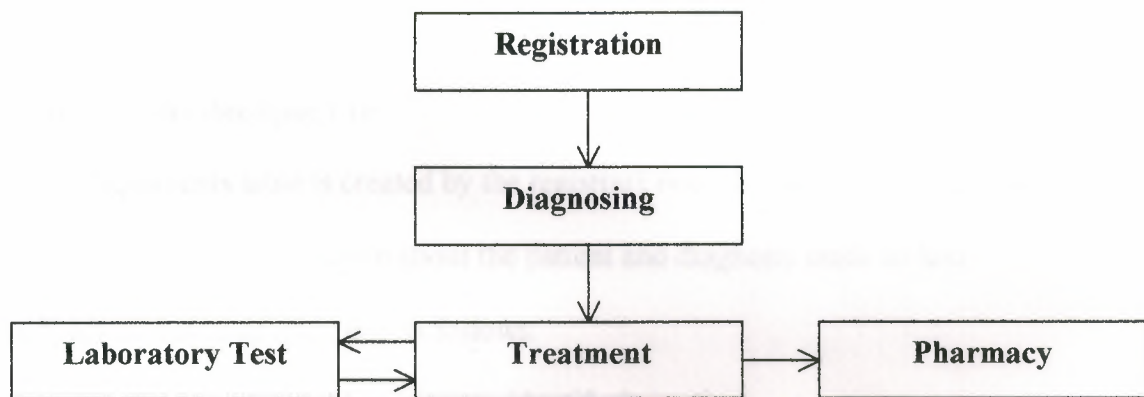 Registration
Diagnosing
Laboratory Test
Treatment
Pharmacy